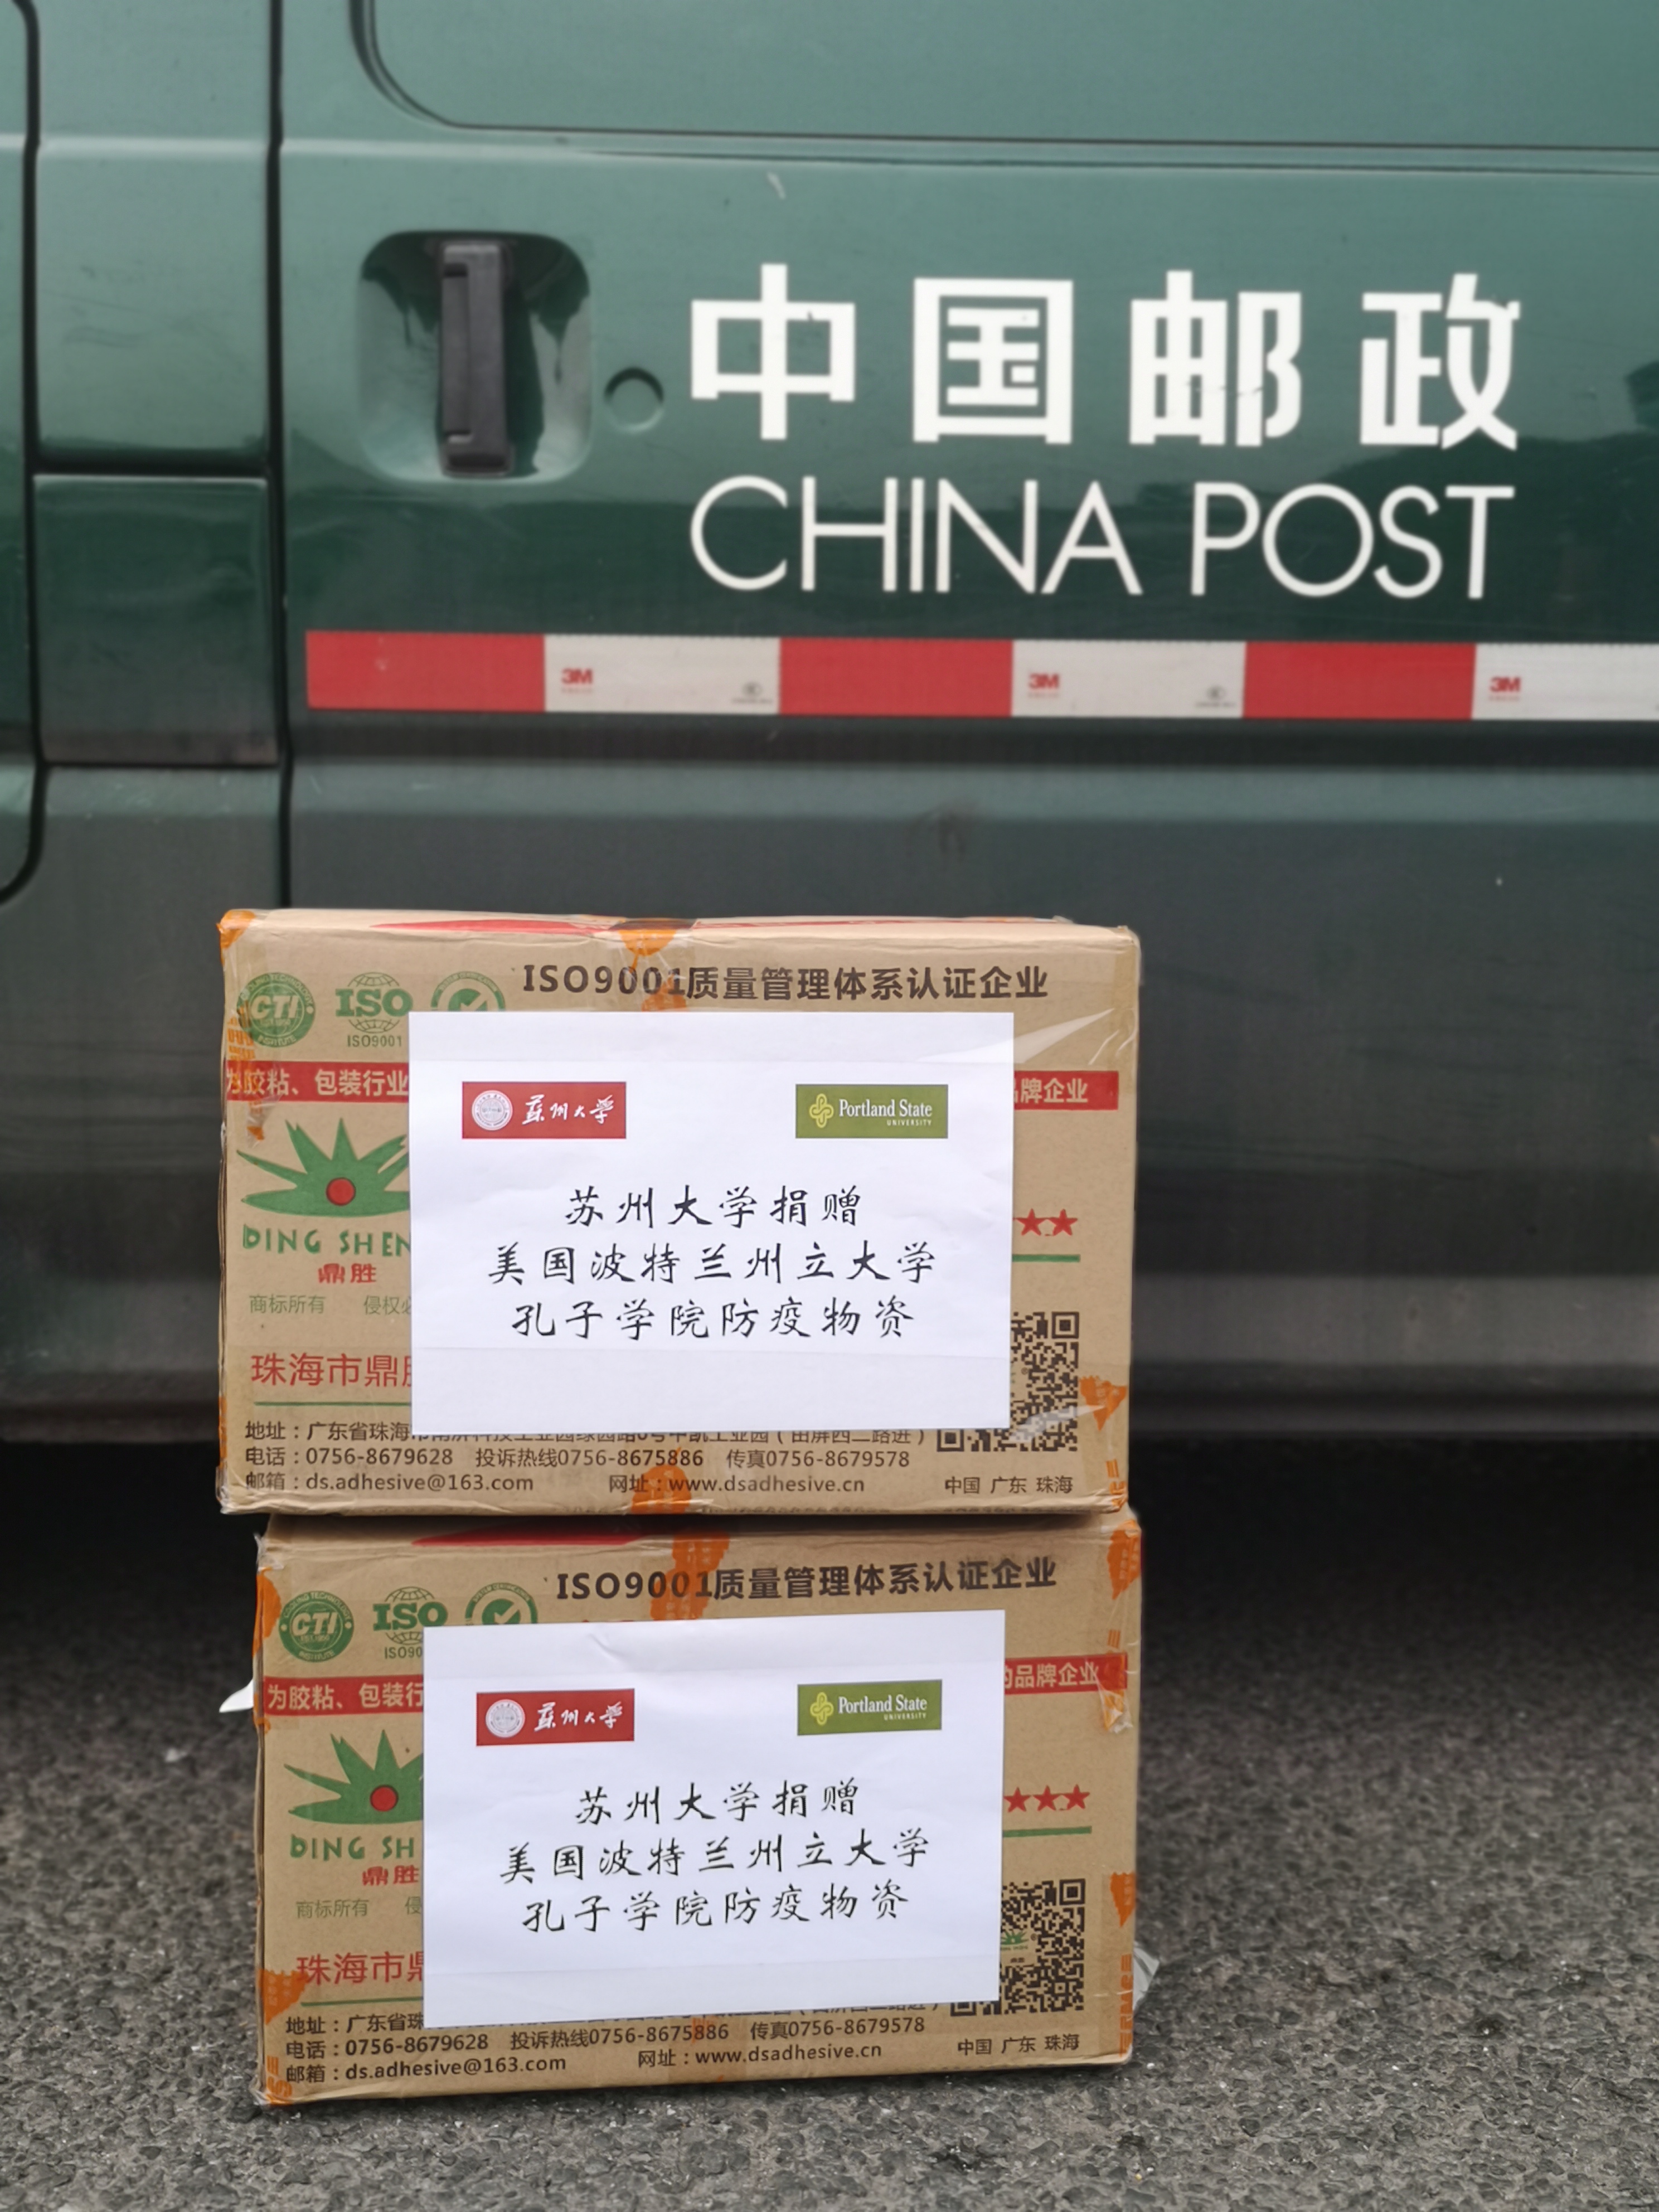 中国邮政
CHINA POST
3M
3M
3M
ISO9001质量管理体系认证企业
CTI
ISO
ISO9001
为胶粘、包装行业
品牌企业
蘇州大学
Portland State
UNIVERSITY
苏州大学捐赠
美国波特兰州立大学
孔子学院防疫物资
DING SHEN
鼎胜
商标所有 侵权必
珠海市鼎胜
地址：广东省珠海
电话：0756-8679628 投诉热线0756-8675886 传真0756-8679578
邮箱：ds.adhesive@163.com 网址：www.dsadhesive.cn
中国 广东 珠海
ISO9001质量管理体系认证企业
CTI
ISO
ISO90
为胶粘、包装行
的品牌企业
蘇州大学
Portland State
UNIVERSITY
苏州大学捐赠
美国波特兰州立大学
孔子学院防疫物资
DING SH
鼎胜
商标所有 侵
珠海市鼎
地址：广东省珠
电话：0756-8679628 投诉热线0756-8675886 传真0756-8679578
邮箱：ds.adhesive@163.com 网址：www.dsadhesive.cn
中国 广东 珠海